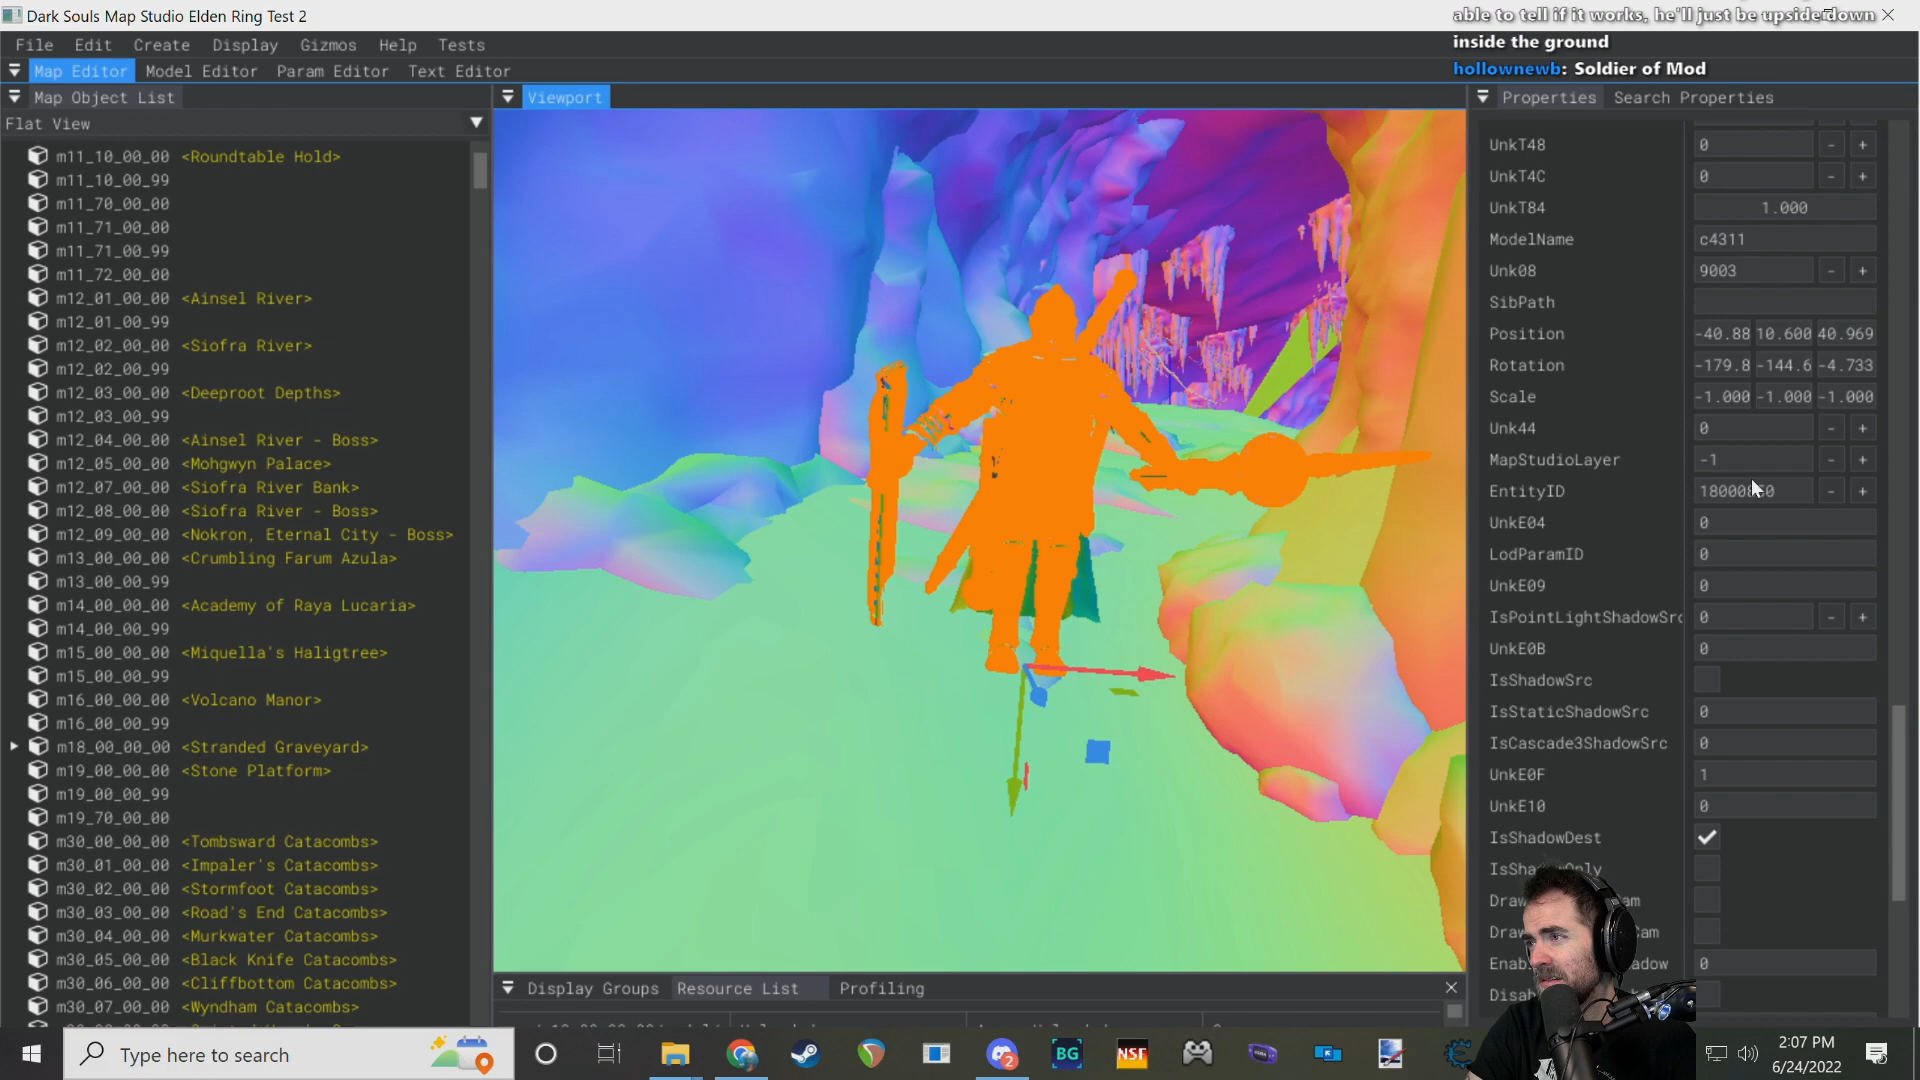 Dark Souls Map Studio Elden Ring Test 2
able to tell if it works, he'll just be upside down
inside the ground
hollownewb: Soldier of Mod
File Edit Create Display Gizmos Help Tests
Map Editor Model Editor Param Editor Text Editor
Map Object List
Flat View
m11_10_00_00 <Roundtable Hold>
m11_10_00_99
m11_70_00_00
m11_71_00_00
m11_71_00_99
m11_72_00_00
m12_01_00_00 <Ainsel River>
m12_01_00_99
m12_02_00_00 <Siofra River>
m12_02_00_99
m12_03_00_00 <Deeproot Depths>
m12_03_00_99
m12_04_00_00 <Ainsel River - Boss>
m12_05_00_00 <Mohgwyn Palace>
m12_07_00_00 <Siofra River Bank>
m12_08_00_00 <Siofra River - Boss>
m12_09_00_00 <Nokron, Eternal City - Boss>
m13_00_00_00 <Crumbling Farum Azula>
m13_00_00_99
m14_00_00_00 <Academy of Raya Lucaria>
m14_00_00_99
m15_00_00_00 <Miquella's Haligtree>
m15_00_00_99
m16_00_00_00 <Volcano Manor>
m16_00_00_99
m18_00_00_00 <Stranded Graveyard>
m19_00_00_00 <Stone Platform>
m19_00_00_99
m19_70_00_00
m30_00_00_00 <Tombsward Catacombs>
m30_01_00_00 <Impaler's Catacombs>
m30_02_00_00 <Stormfoot Catacombs>
m30_03_00_00 <Road's End Catacombs>
m30_04_00_00 <Murkwater Catacombs>
m30_05_00_00 <Black Knife Catacombs>
m30_06_00_00 <Cliffbottom Catacombs>
m30_07_00_00 <Wyndham Catacombs>
Viewport
Display Groups Resource List Profiling
Properties Search Properties
UnkT48 0 - +
UnkT4C 0 - +
UnkT84 1.000
ModelName c4311
Unk08 9003 - +
SibPath
Position -40.88 10.600 40.969
Rotation -179.8 -144.6 -4.733
Scale -1.000 -1.000 -1.000
Unk44 0 - +
MapStudioLayer -1 - +
EntityID - +
UnkE04 0
LodParamID 0
UnkE09 0
IsPointLightShadowSrc 0 - +
UnkE0B 0
IsShadowSrc
IsStaticShadowSrc 0
IsCascade3ShadowSrc 0
UnkE0F 1
UnkE10 0
IsShadowDest
Type here to search
2
BG
NSF
2:07 PM
6/24/2022